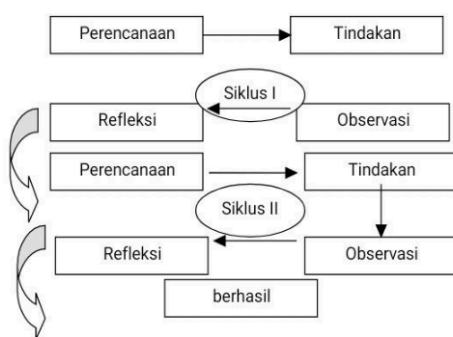 Perencanaan Tindakan
Siklus I
Refleksi Observasi
Perencanaan Tindakan
Siklus II
Refleksi Observasi
berhasil